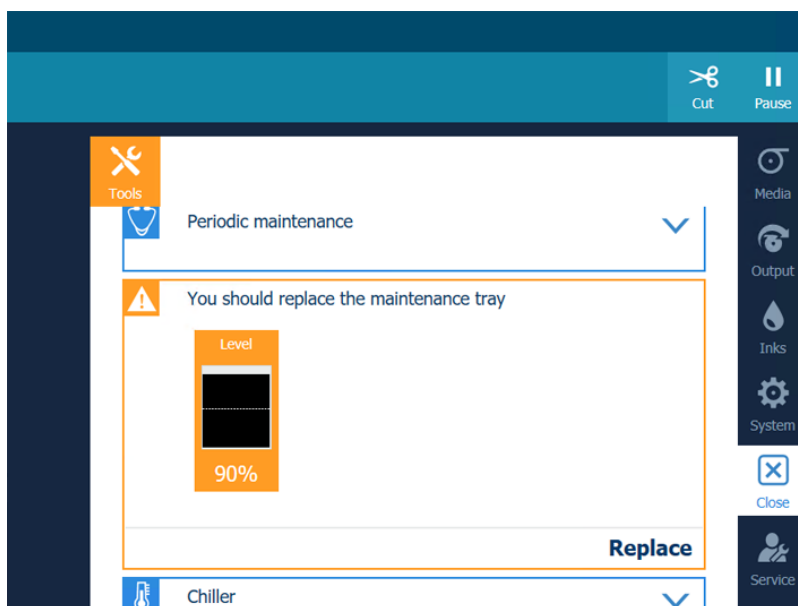 Cut
Pause
Tools
Media
Periodic maintenance
Output
You should replace the maintenance tray
Level
Inks
System
90%
Close
Replace
Service
Chiller